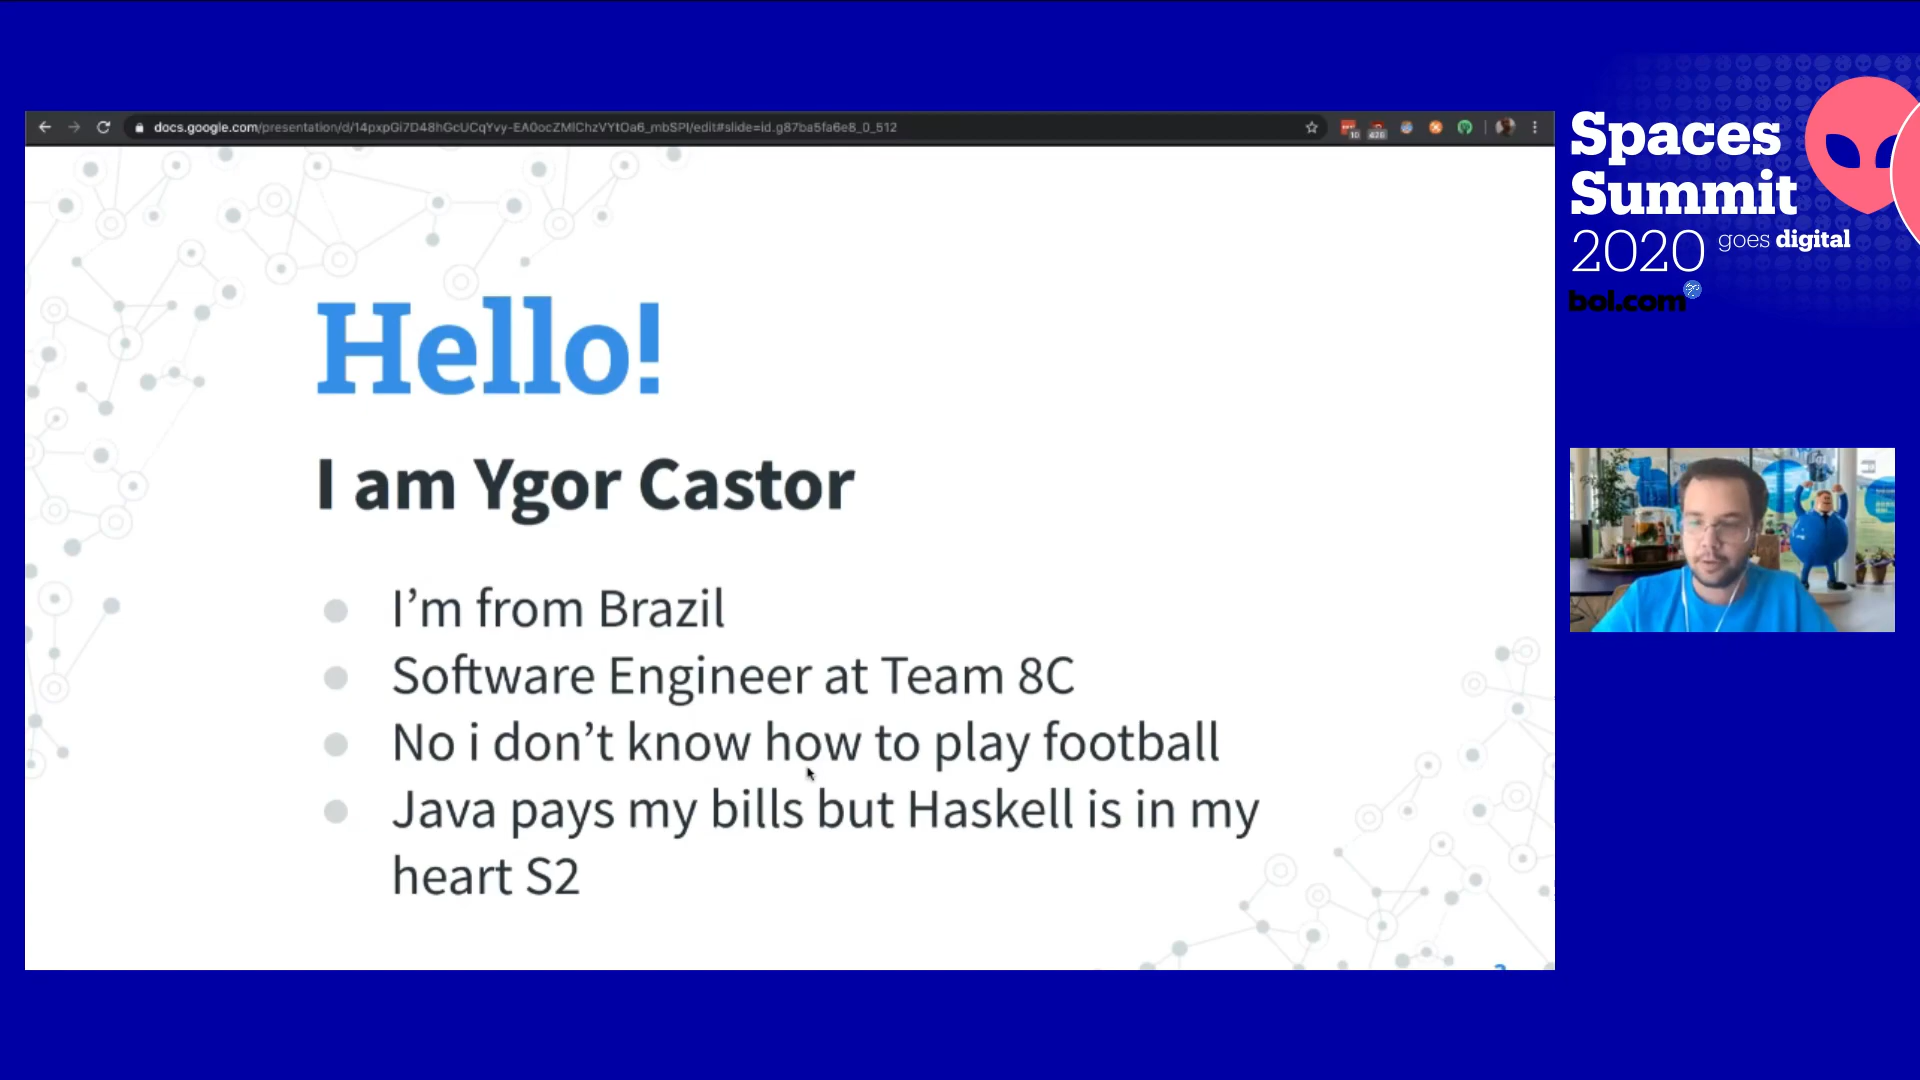 docs.google.com/presentation/d/14pxpGi7D48hGcUCqYvy-EA0ocZMIChzVYtOa6_mbSPI/edit#slide=id.g87ba5fa6e8_0_512
Hello!
I am Ygor Castor
I'm from Brazil
Software Engineer at Team 8C
No i don't know how to play football
Java pays my bills but Haskell is in my
heart S2
Spaces
Summit
2020 goes digital
bol.com